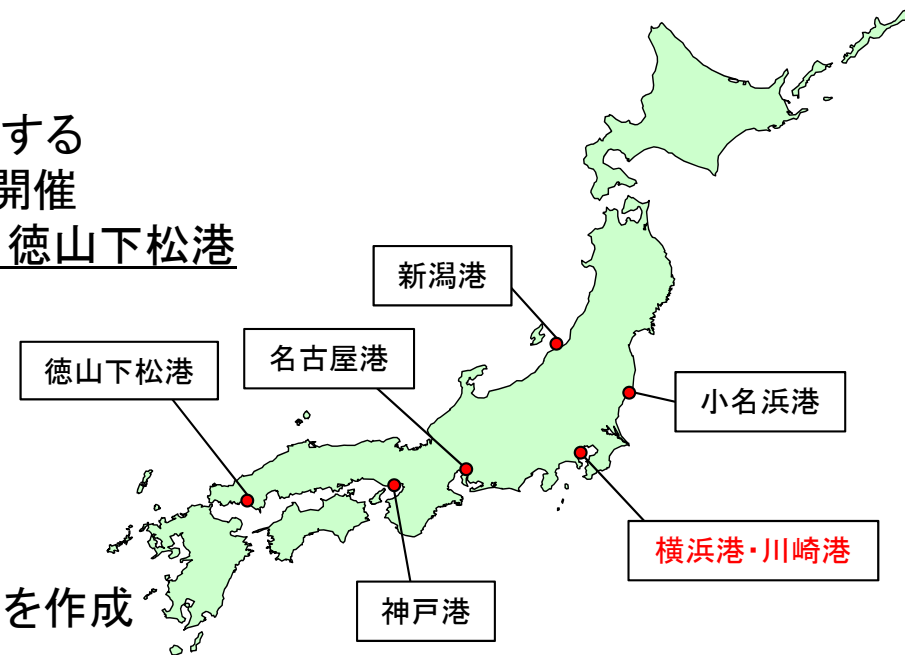 する
開催
徳山下松港
新潟港
名古屋港
徳山下松港
小名浜港
横浜港・川崎港
を作成
神戸港